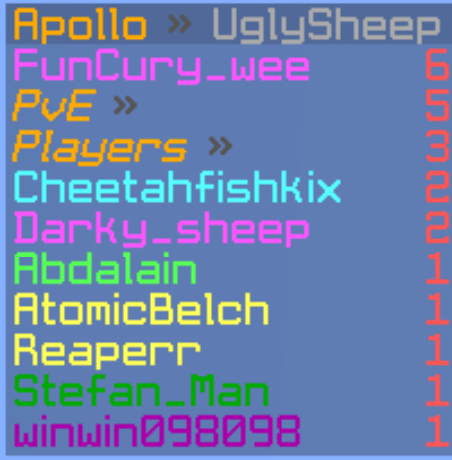 Apollo » UglySheep
FunCury_wee 6
PvE » 5
Players » 3
Cheetahfishkix 2
Darky_sheep 2
Abdalain 1
AtomicBelch 1
Reaperr 1
Stefan_Man 1
winwin098098 1